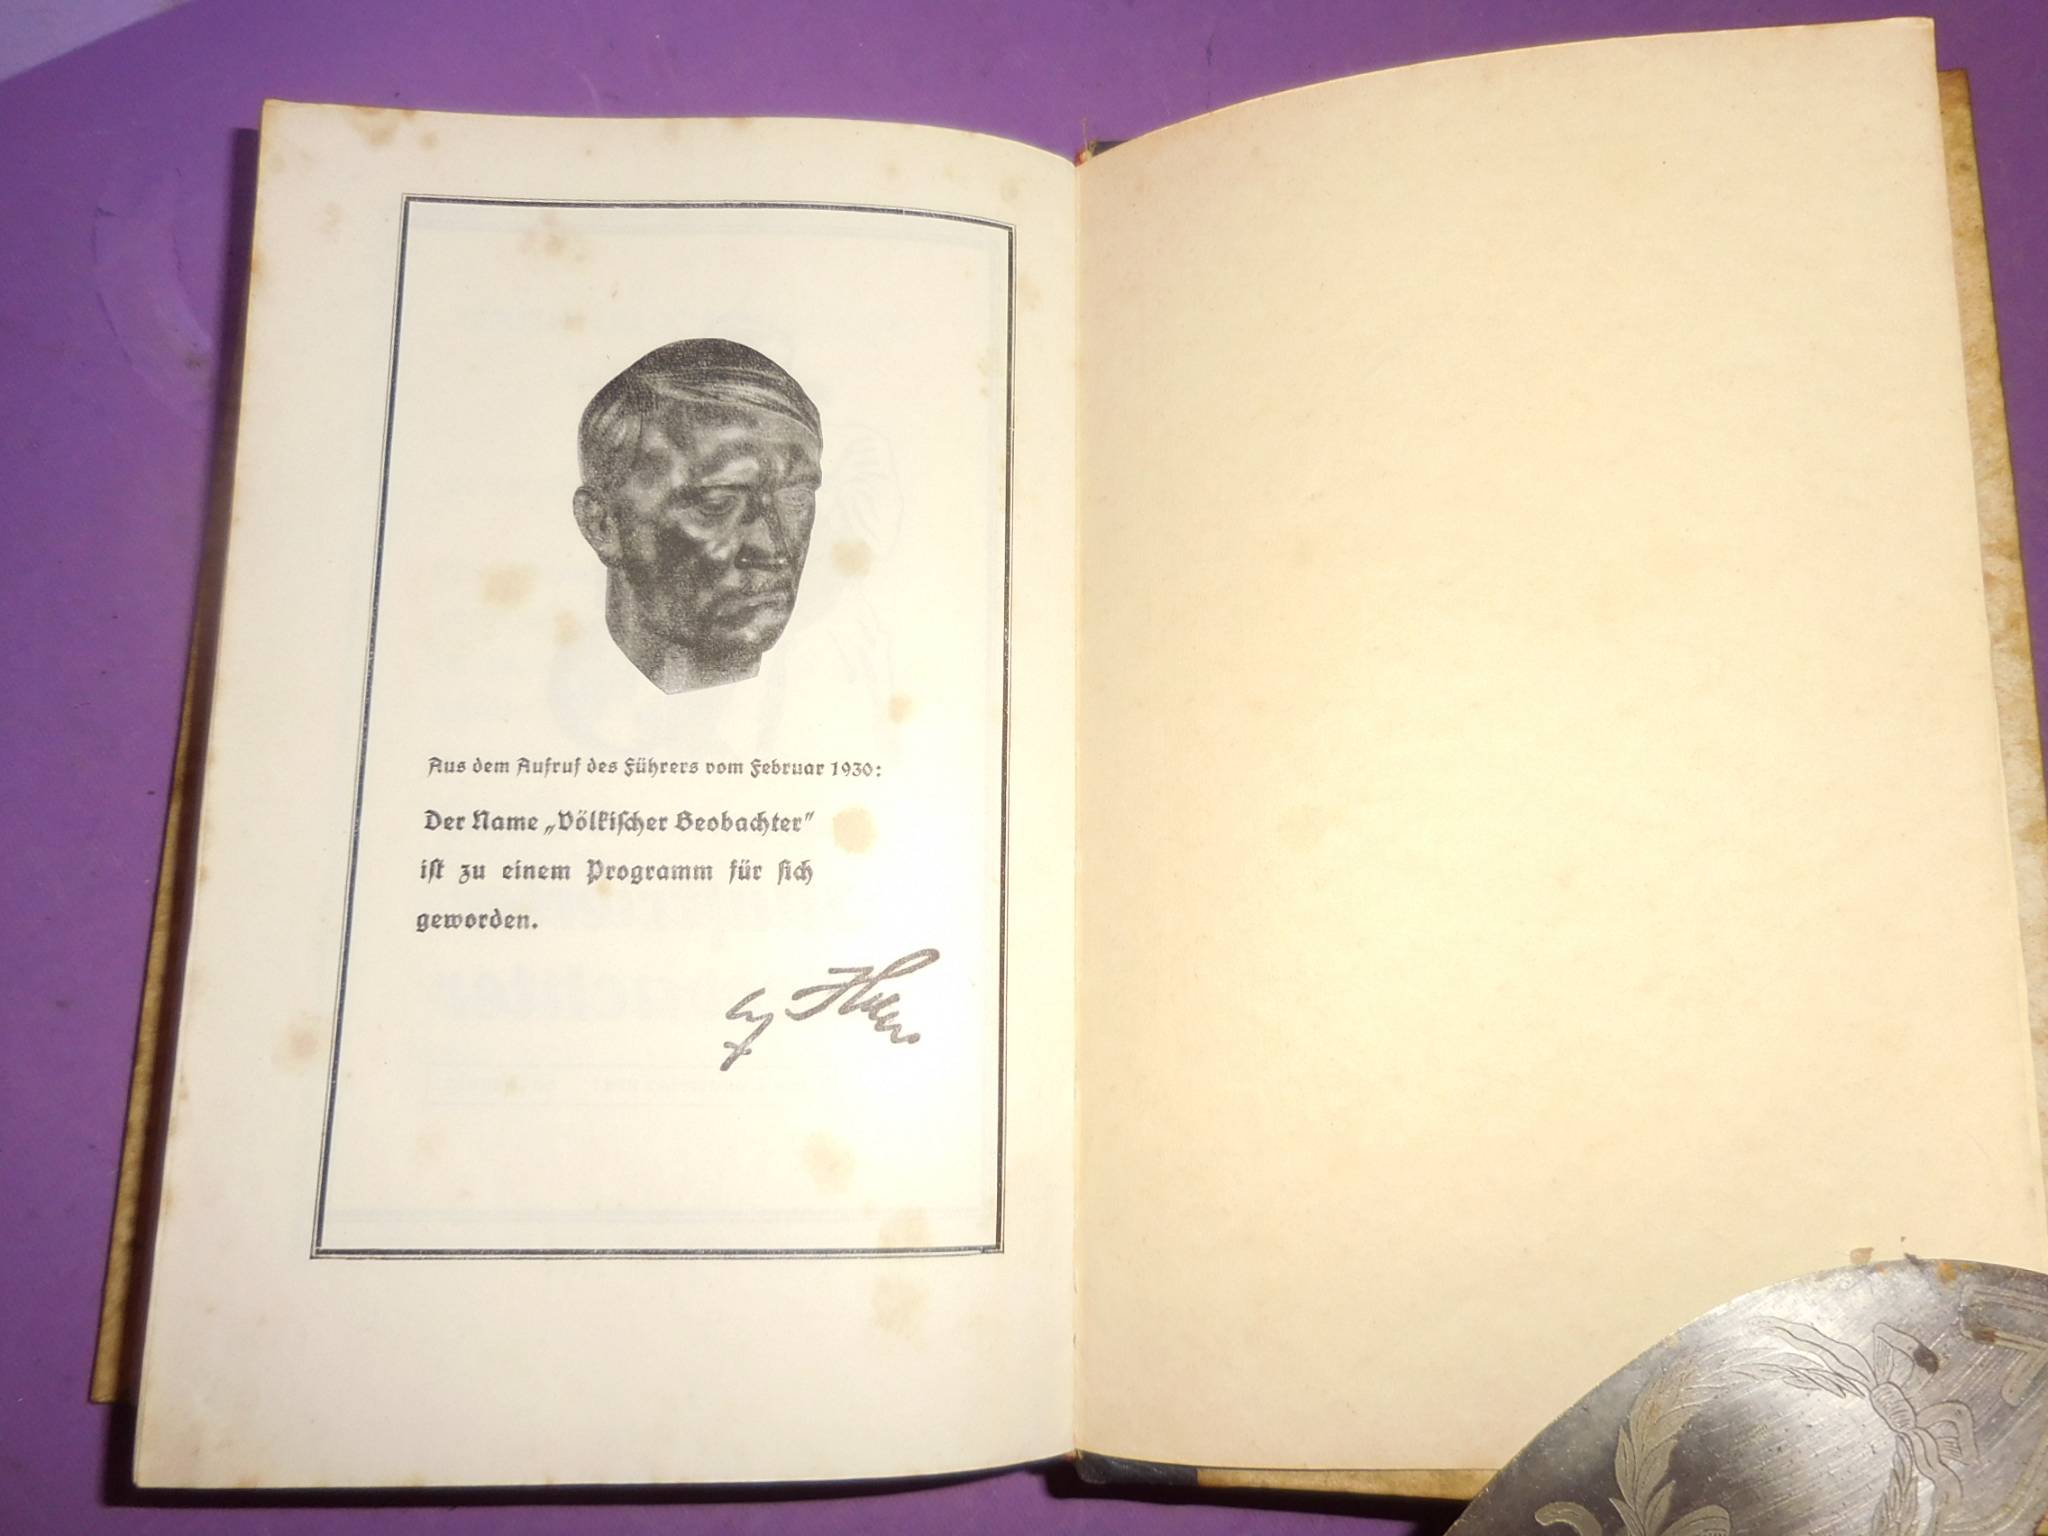 Aus dem Aufruf des Führers vom Februar 1930:
Der Name „Völkischer Beobachter"
ist zu einem Programm für sich
geworden.